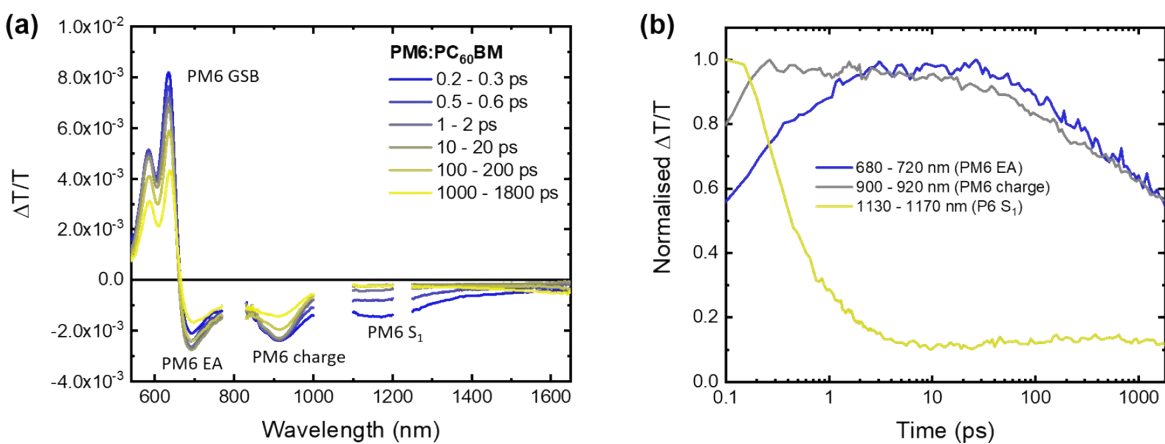 (a)
1.0x10⁻²
8.0x10⁻³
6.0x10⁻³
4.0x10⁻³
2.0x10⁻³
0.0
-2.0x10⁻³
-4.0x10⁻³
ΔT/T
PM6 GSB
PM6:PC₆₀BM
0.2 - 0.3 ps
0.5 - 0.6 ps
1 - 2 ps
10 - 20 ps
100 - 200 ps
1000 - 1800 ps
PM6 EA
PM6 charge
PM6 S₁
600 800 1000 1200 1400 1600
Wavelength (nm)
(b)
1.0
0.8
0.6
0.4
0.2
0.0
Normalised ΔT/T
680 - 720 nm (PM6 EA)
900 - 920 nm (PM6 charge)
1130 - 1170 nm (P6 S₁)
0.1 1 10 100 1000
Time (ps)